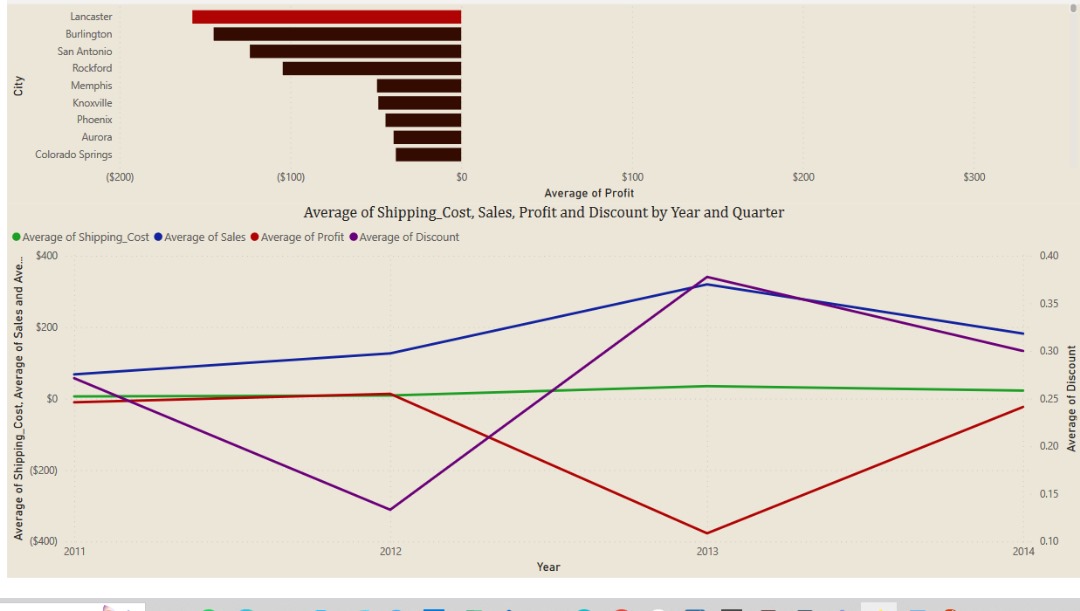 Lancaster
Burlington
San Antonio
Rockford
Memphis
Knoxville
Phoenix
Aurora
Colorado Springs
City
($200) ($100) $0 $100 $200 $300
Average of Profit
Average of Shipping_Cost, Sales, Profit and Discount by Year and Quarter
Average of Shipping_Cost Average of Sales Average of Profit Average of Discount
Average of Shipping_Cost, Average of Sales and Ave...
$400
$200
$0
($200)
($400)
0.40
0.35
0.30
0.25
0.20
0.15
0.10
Average of Discount
2011 2012 2013 2014
Year